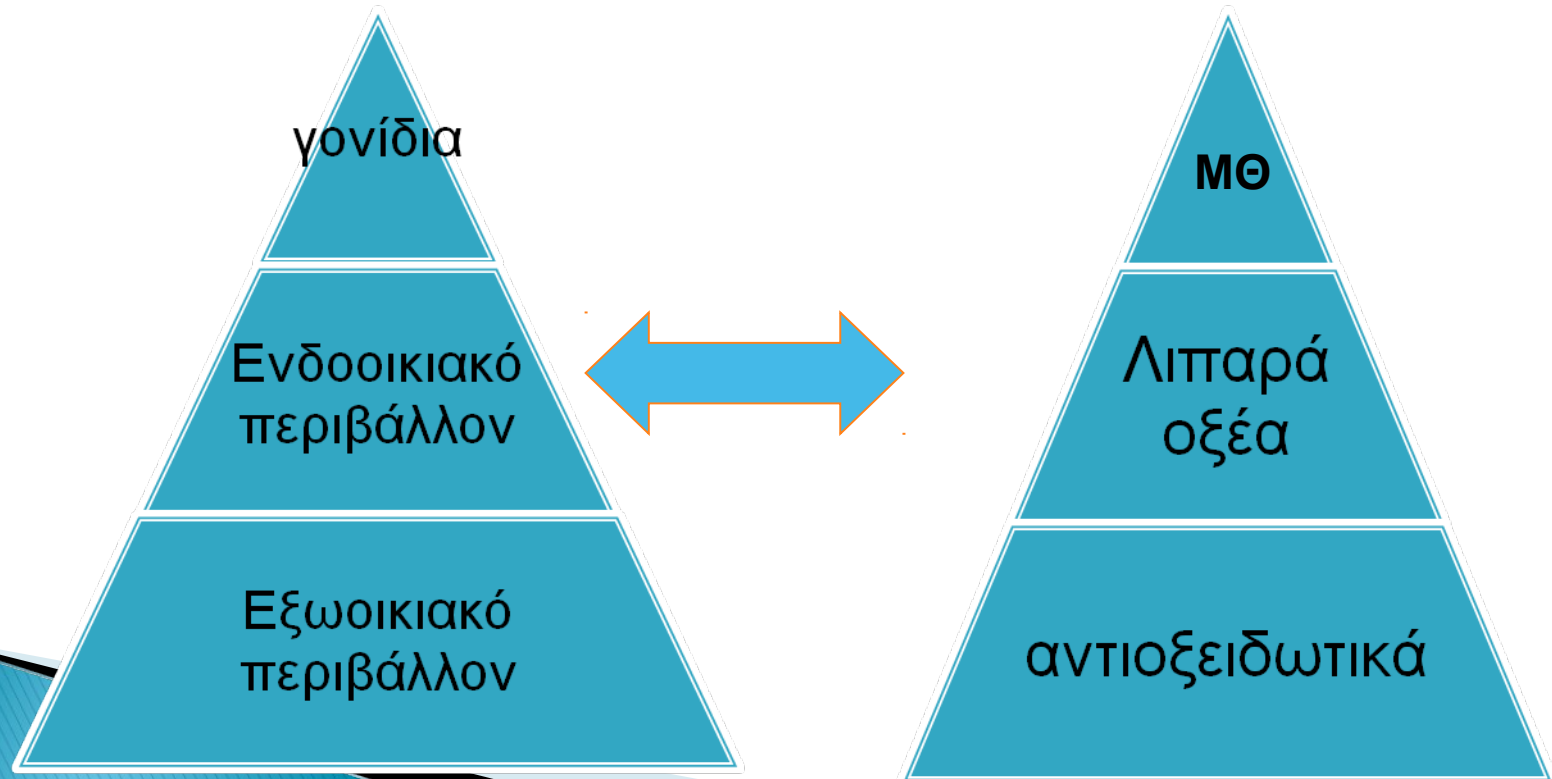 γονίδια
Ενδοοικιακό
περιβάλλον
Εξωοικιακό
περιβάλλον
ΜΘ
Λιπαρά
οξέα
αντιοξειδωτικά